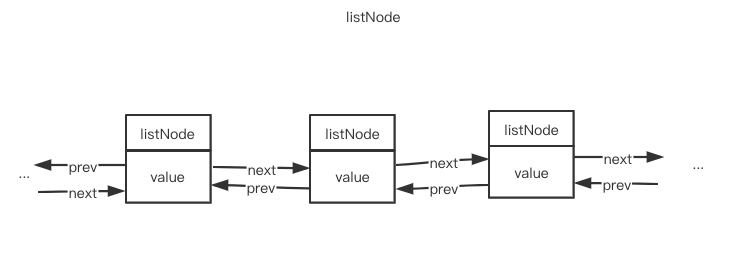 listNode
listNode
listNode
listNode
prev
next
next
next
...
value
value
value
...
next
prev
prev
prev